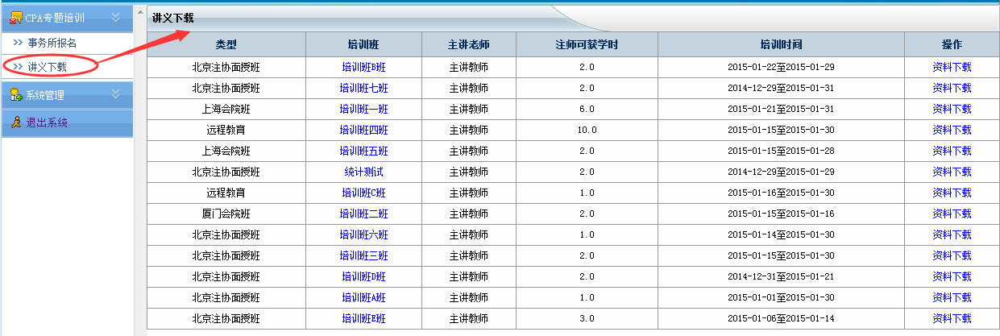 CPA专题培训
事务所报名
讲义下载
系统管理
退出系统
讲义下载
类型 培训班 主讲老师 注师可获学时 培训时间 操作
北京注协面授班 培训班B班 主讲教师 2.0 2015-01-22至2015-01-29 资料下载
北京注协面授班 培训班七班 主讲教师 2.0 2014-12-29至2015-01-31 资料下载
上海会院班 培训班一班 主讲教师 6.0 2015-01-21至2015-01-31 资料下载
远程教育 培训班四班 主讲教师 10.0 2015-01-15至2015-01-30 资料下载
上海会院班 培训班五班 主讲教师 2.0 2015-01-15至2015-01-28 资料下载
北京注协面授班 统计测试 主讲教师 2.0 2014-12-29至2015-01-29 资料下载
远程教育 培训班C班 主讲教师 1.0 2015-01-16至2015-01-30 资料下载
厦门会院班 培训班二班 主讲教师 2.0 2015-01-15至2015-01-16 资料下载
北京注协面授班 培训班六班 主讲教师 1.0 2015-01-14至2015-01-30 资料下载
北京注协面授班 培训班三班 主讲教师 2.0 2015-01-15至2015-01-30 资料下载
北京注协面授班 培训班D班 主讲教师 2.0 2014-12-31至2015-01-21 资料下载
北京注协面授班 培训班A班 主讲教师 1.0 2015-01-01至2015-01-30 资料下载
北京注协面授班 培训班E班 主讲教师 3.0 2015-01-06至2015-01-14 资料下载